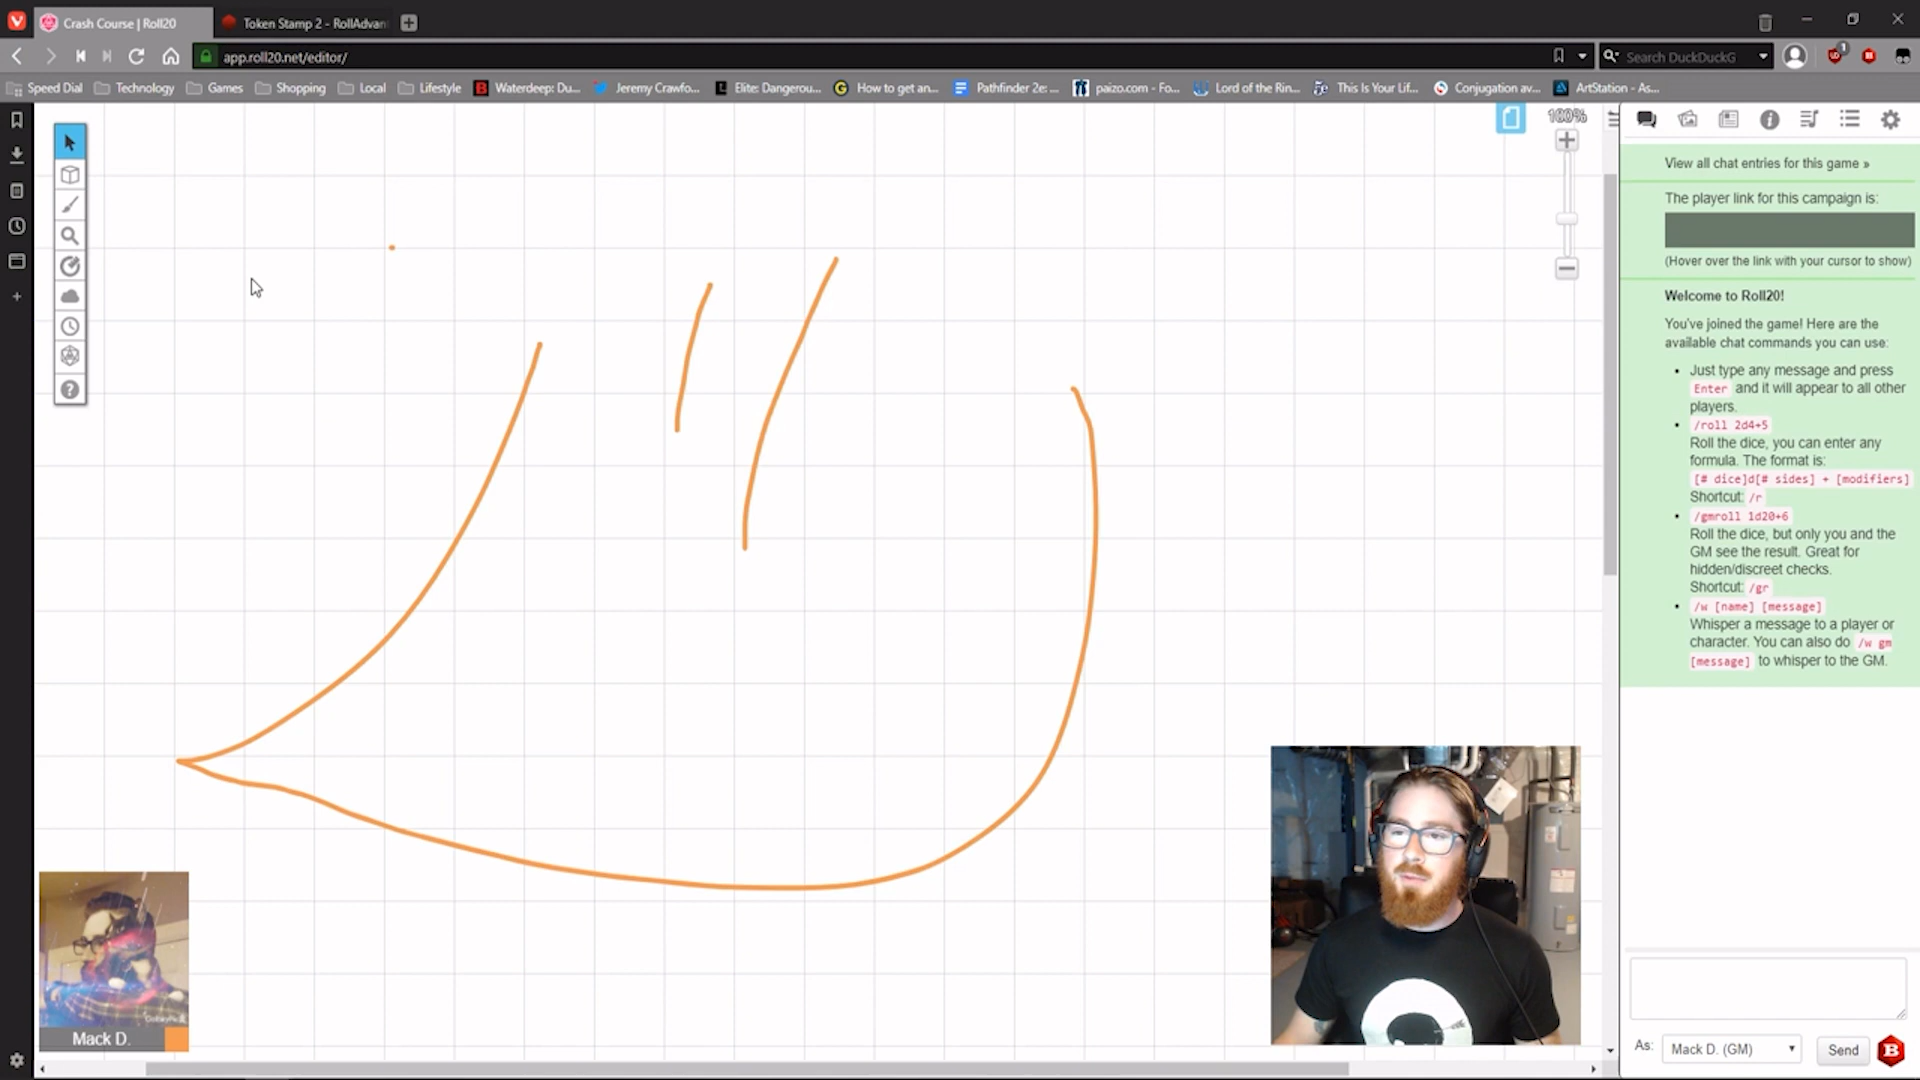 Crash Course | Roll20
Token Stamp 2 - RollAdvan
app.roll20.net/editor/
Search DuckDuckG
1
Speed Dial
Technology
Games
Shopping
Local
Lifestyle
Waterdeep: Du...
Jeremy Crawfo...
Elite: Dangerou...
How to get an...
Pathfinder 2e: ...
paizo.com - Fo...
Lord of the Rin...
This Is Your Lif...
Conjugation av...
ArtStation - As...
100%
View all chat entries for this game »
The player link for this campaign is:
(Hover over the link with your cursor to show)
Welcome to Roll20!
You've joined the game! Here are the
available chat commands you can use:
Just type any message and press
Enter and it will appear to all other
players.
/roll 2d4+5
Roll the dice, you can enter any
formula. The format is:
[# dice]d[# sides] + [modifiers]
Shortcut: /r
/gmroll 1d20+6
Roll the dice, but only you and the
GM see the result. Great for
hidden/discreet checks.
Shortcut: /gr
/w [name] [message]
Whisper a message to a player or
character. You can also do /w gm
[message] to whisper to the GM.
Mack D.
As:
Mack D. (GM)
Send